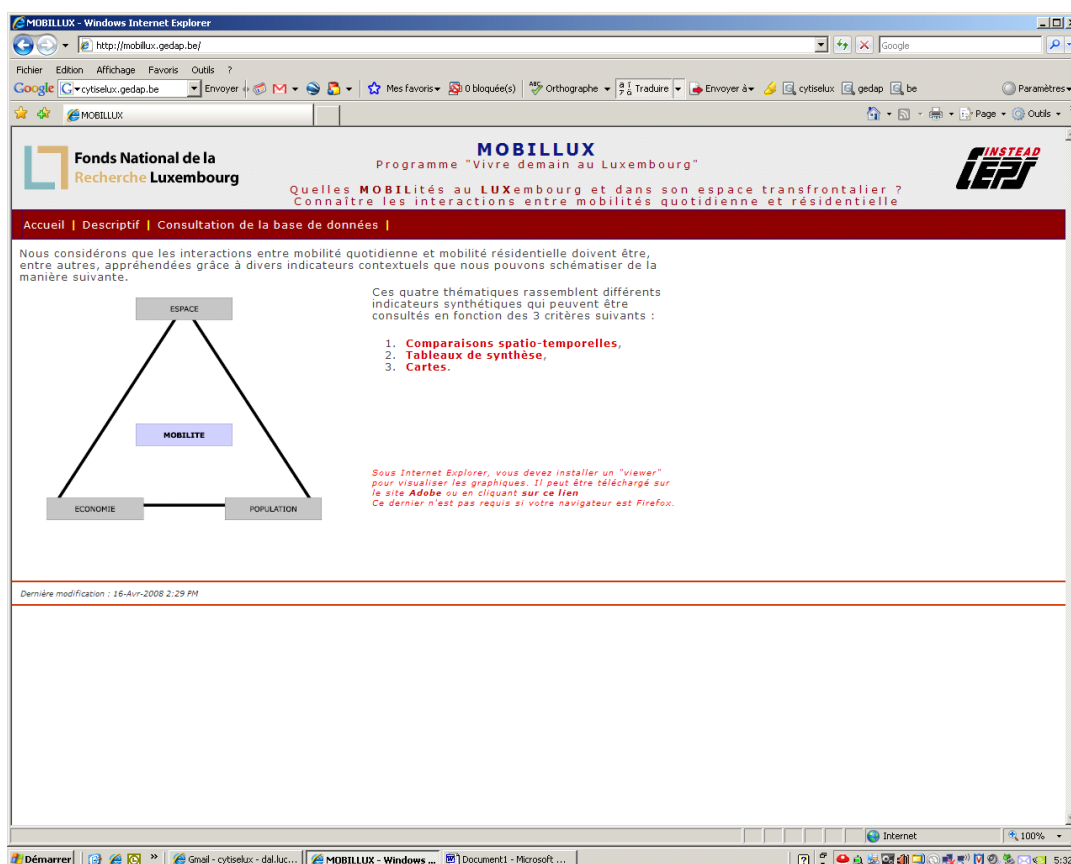 MOBILLUX - Windows Internet Explorer
http://mobillux.gedap.be/
Google
Fichier Edition Affichage Favoris Outils ?
Google cytiselux.gedap.be Envoyer Mes favoris 0 bloquée(s) Orthographe Traduire Envoyer à cytiselux gedap be Paramètres
MOBILLUX Page Outils
Fonds National de la
Recherche Luxembourg
MOBILLUX
Programme "Vivre demain au Luxembourg"
Quelles MOBILités au LUXembourg et dans son espace transfrontalier ?
Connaître les interactions entre mobilités quotidienne et résidentielle
INSTEAD
CEPS
Accueil | Descriptif | Consultation de la base de données |
Nous considérons que les interactions entre mobilité quotidienne et mobilité résidentielle doivent être,
entre autres, appréhendées grâce à divers indicateurs contextuels que nous pouvons schématiser de la
manière suivante.
ESPACE
MOBILITE
ECONOMIE
POPULATION
Ces quatre thématiques rassemblent différents
indicateurs synthétiques qui peuvent être
consultés en fonction des 3 critères suivants :
1. Comparaisons spatio-temporelles,
2. Tableaux de synthèse,
3. Cartes.
Sous Internet Explorer, vous devez installer un "viewer"
pour visualiser les graphiques. Il peut être téléchargé sur
le site Adobe ou en cliquant sur ce lien
Ce dernier n'est pas requis si votre navigateur est Firefox.
Dernière modification : 16-Avr-2008 2:29 PM
Internet 100%
Démarrer Gmail - cytiselux - dal.luc... MOBILLUX - Windows ... Document1 - Microsoft ... 5:32